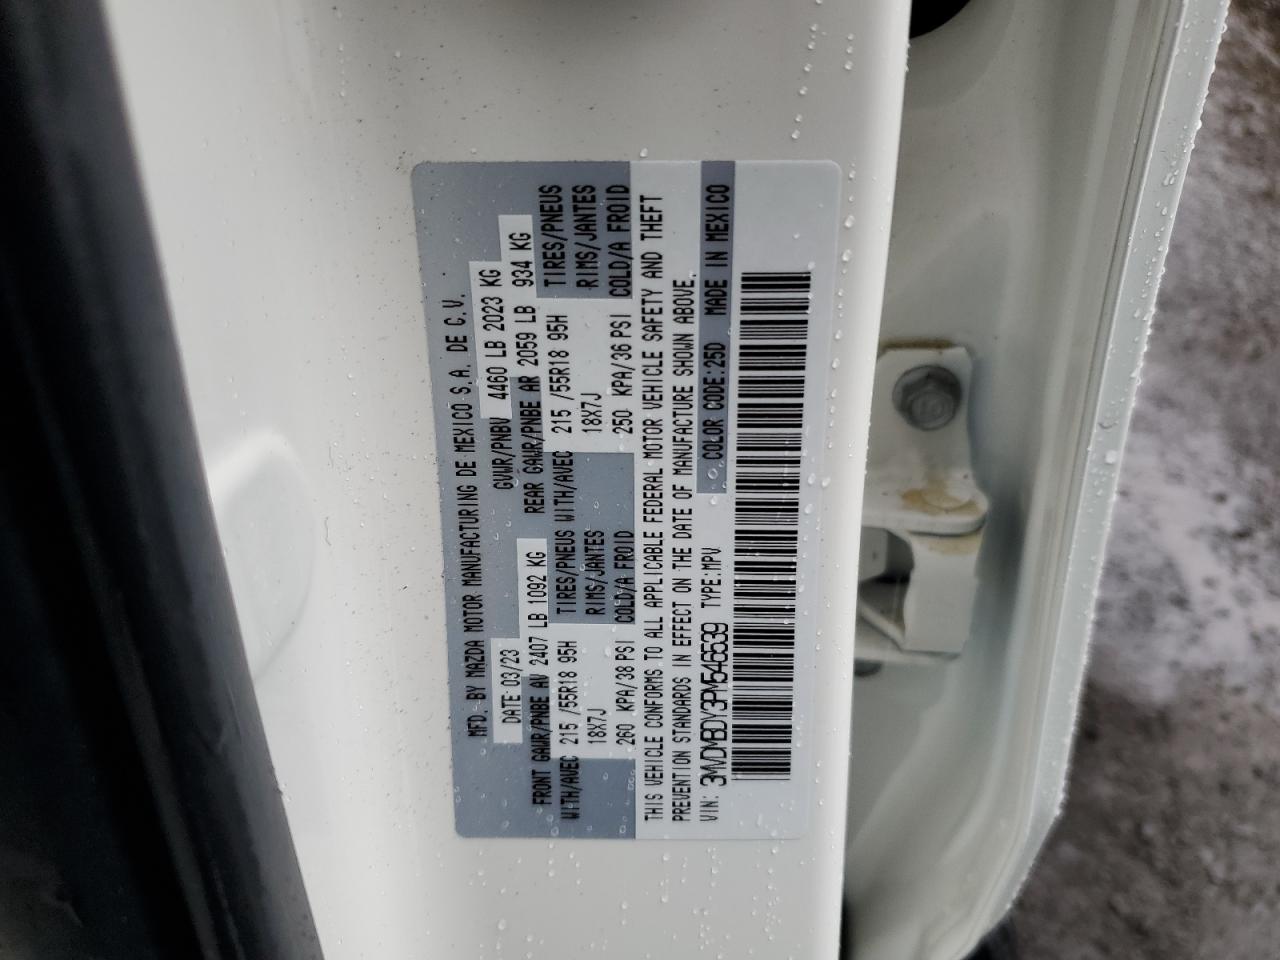 MFD. BY MAZDA MOTOR MANUFACTURING DE MEXICO S.A. DE C.V.
DATE: 03/23 GVWR/PNBV 4460 LB 2023 KG
FRONT GAWR/PNBE AV 2407 LB 1092 KG REAR GAWR/PNBE AR 2059 LB 934 KG
WITH/AVEC 215 /55R18 95H TIRES/PNEUS WITH/AVEC 215 /55R18 95H TIRES/PNEUS
18X7J RIMS/JANTES 18X7J RIMS/JANTES
260 KPA/38 PSI COLD/A FROID 250 KPA/36 PSI COLD/A FROID
THIS VEHICLE CONFORMS TO ALL APPLICABLE FEDERAL MOTOR VEHICLE SAFETY AND THEFT
PREVENTION STANDARDS IN EFFECT ON THE DATE OF MANUFACTURE SHOWN ABOVE.
VIN: 3MVDMBDY3PM546539 TYPE:MPV COLOR CODE:25D MADE IN MEXICO